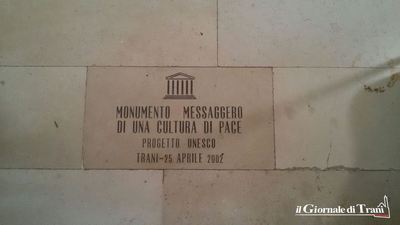 MONUMENTO MESSAGGERO
DI UNA CULTURA DI PACE
PROGETTO UNESCO
TRANI-25 APRILE 2002
il Giornale di Trani